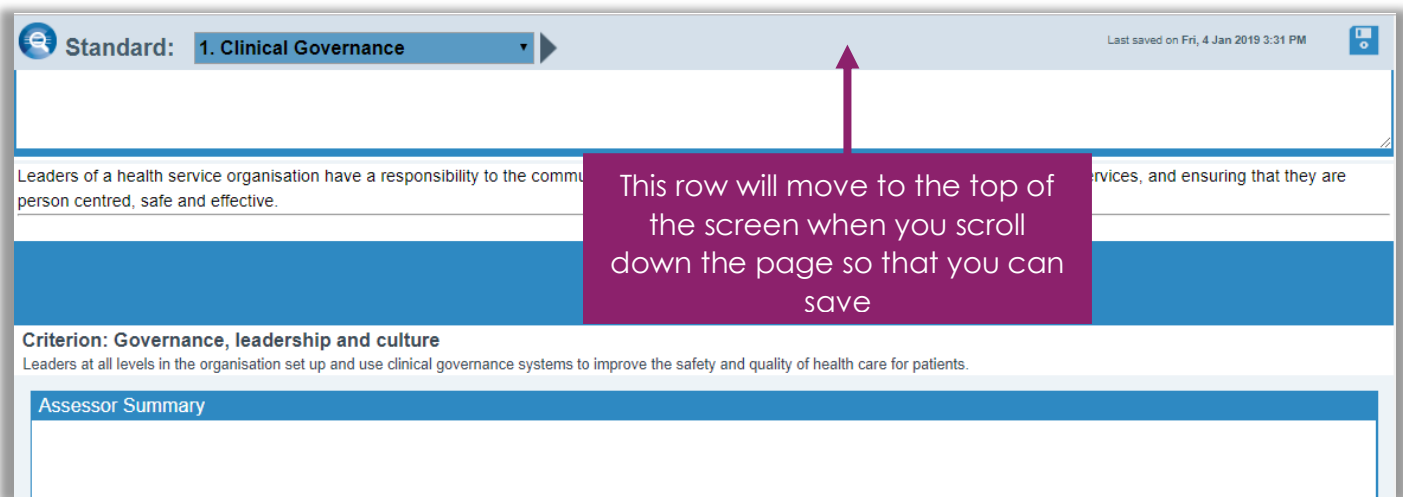 Standard: 1. Clinical Governance
Last saved on Fri, 4 Jan 2019 3:31 PM
Leaders of a health service organisation have a responsibility to the commu
rvices, and ensuring that they are
person centred, safe and effective.
This row will move to the top of
the screen when you scroll
down the page so that you can
save
Criterion: Governance, leadership and culture
Leaders at all levels in the organisation set up and use clinical governance systems to improve the safety and quality of health care for patients.
Assessor Summary